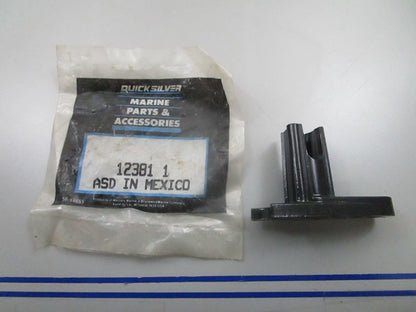 QUICKSILVER
MARINE
PARTS &
ACCESSORIES
12381 1
ASD IN MEXICO